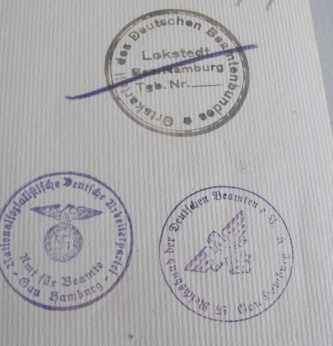 Ortskartell des Deutschen Beamtenbundes
Lokstedt
Bez. Hamburg
Tgb. Nr.
Nationalsozialistische Deutsche Arbeiterpartei
Amt für Beamte
Gau Hamburg
Reichsbund der Deutschen Beamten e. V.